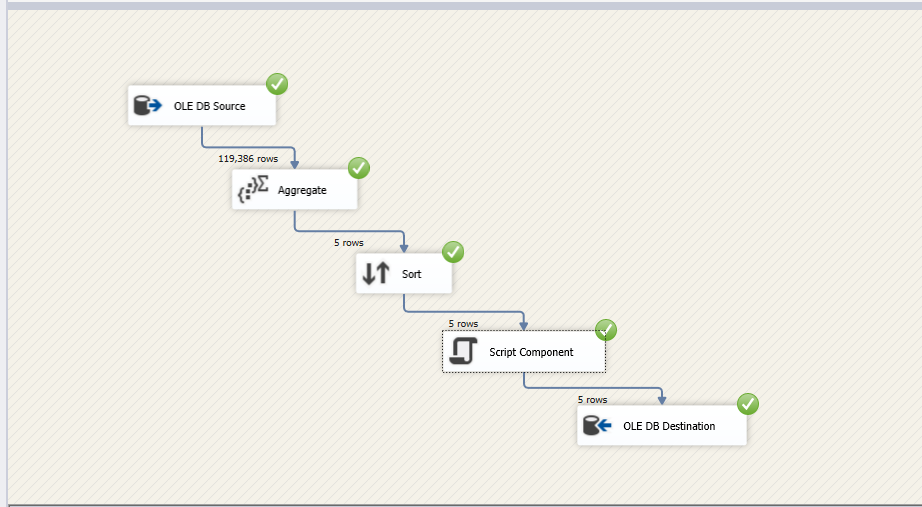 OLE DB Source
119,386 rows
Aggregate
5 rows
Sort
5 rows
Script Component
5 rows
OLE DB Destination